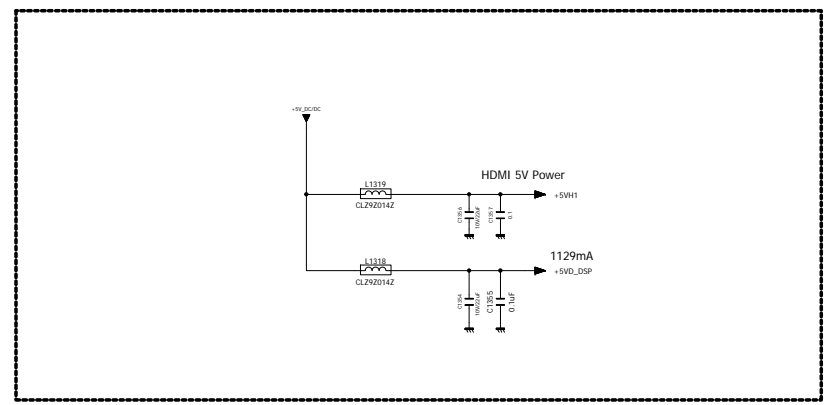 +5V_DC/DC
HDMI 5V Power
L1319
+5VH1
CLZ9Z014Z
C1356
10V/22uF
C1357
0.1
1129mA
L1318
+5VD_DSP
CLZ9Z014Z
C1354
10V/22uF
C1355
0.1uF